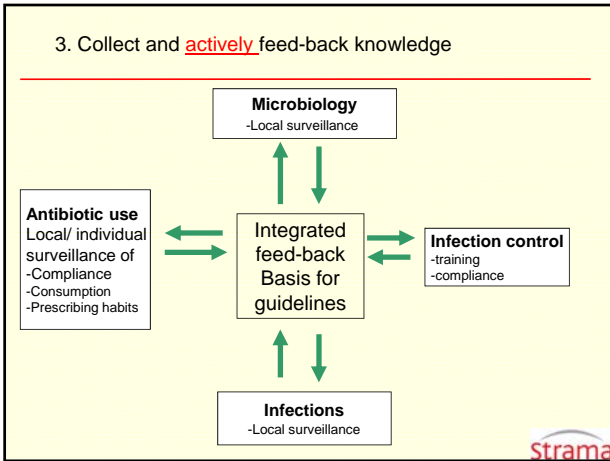 3. Collect and actively feed-back knowledge
Microbiology
-Local surveillance
Antibiotic use
Local/ individual
surveillance of
-Compliance
-Consumption
-Prescribing habits
Integrated
feed-back
Basis for
guidelines
Infection control
-training
-compliance
Infections
-Local surveillance
strama